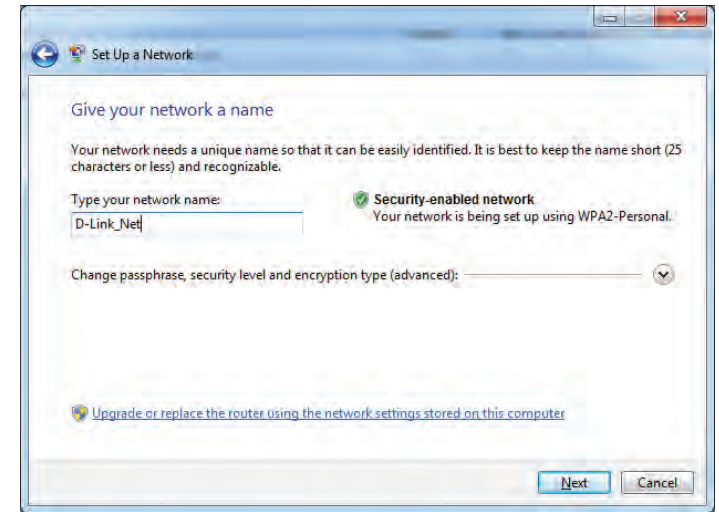 Set Up a Network
Give your network a name
Your network needs a unique name so that it can be easily identified. It is best to keep the name short (25
characters or less) and recognizable.
Type your network name:
D-Link_Net
Security-enabled network
Your network is being set up using WPA2-Personal.
Change passphrase, security level and encryption type (advanced):
Upgrade or replace the router using the network settings stored on this computer
Next Cancel